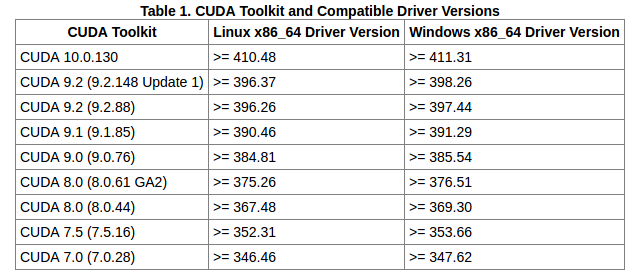 Table 1. CUDA Toolkit and Compatible Driver Versions
CUDA Toolkit Linux x86_64 Driver Version Windows x86_64 Driver Version
CUDA 10.0.130 >= 410.48 >= 411.31
CUDA 9.2 (9.2.148 Update 1) >= 396.37 >= 398.26
CUDA 9.2 (9.2.88) >= 396.26 >= 397.44
CUDA 9.1 (9.1.85) >= 390.46 >= 391.29
CUDA 9.0 (9.0.76) >= 384.81 >= 385.54
CUDA 8.0 (8.0.61 GA2) >= 375.26 >= 376.51
CUDA 8.0 (8.0.44) >= 367.48 >= 369.30
CUDA 7.5 (7.5.16) >= 352.31 >= 353.66
CUDA 7.0 (7.0.28) >= 346.46 >= 347.62